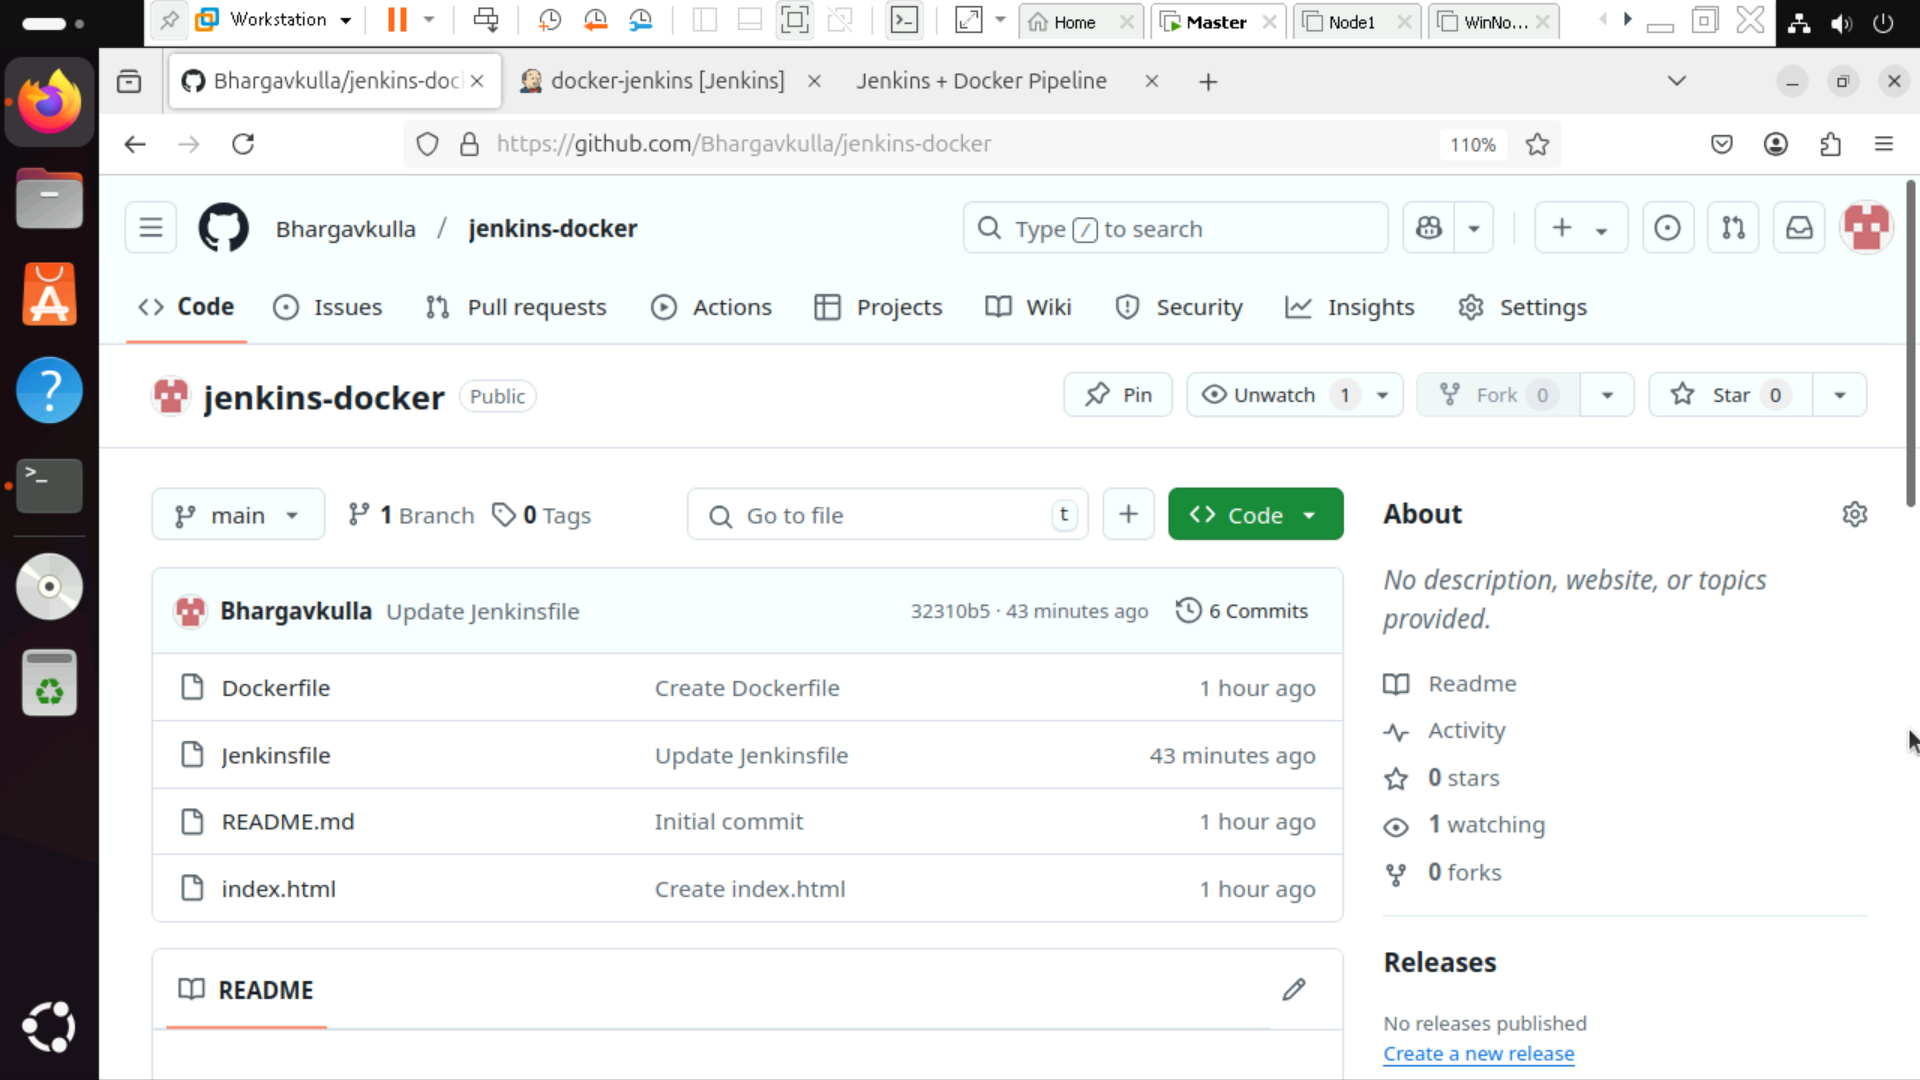 Workstation
Home
Master
Node1
WinNo...
Bhargavkulla/jenkins-doc
docker-jenkins [Jenkins]
Jenkins + Docker Pipeline
https://github.com/Bhargavkulla/jenkins-docker
110%
Bhargavkulla / jenkins-docker
Type / to search
Code
Issues
Pull requests
Actions
Projects
Wiki
Security
Insights
Settings
jenkins-docker
Public
Pin
Unwatch 1
Fork 0
Star 0
main
1 Branch
0 Tags
Go to file
t
Code
Bhargavkulla Update Jenkinsfile 32310b5 · 43 minutes ago 6 Commits
Dockerfile Create Dockerfile 1 hour ago
Jenkinsfile Update Jenkinsfile 43 minutes ago
README.md Initial commit 1 hour ago
index.html Create index.html 1 hour ago
README
About
No description, website, or topics
provided.
Readme
Activity
0 stars
1 watching
0 forks
Releases
No releases published
Create a new release